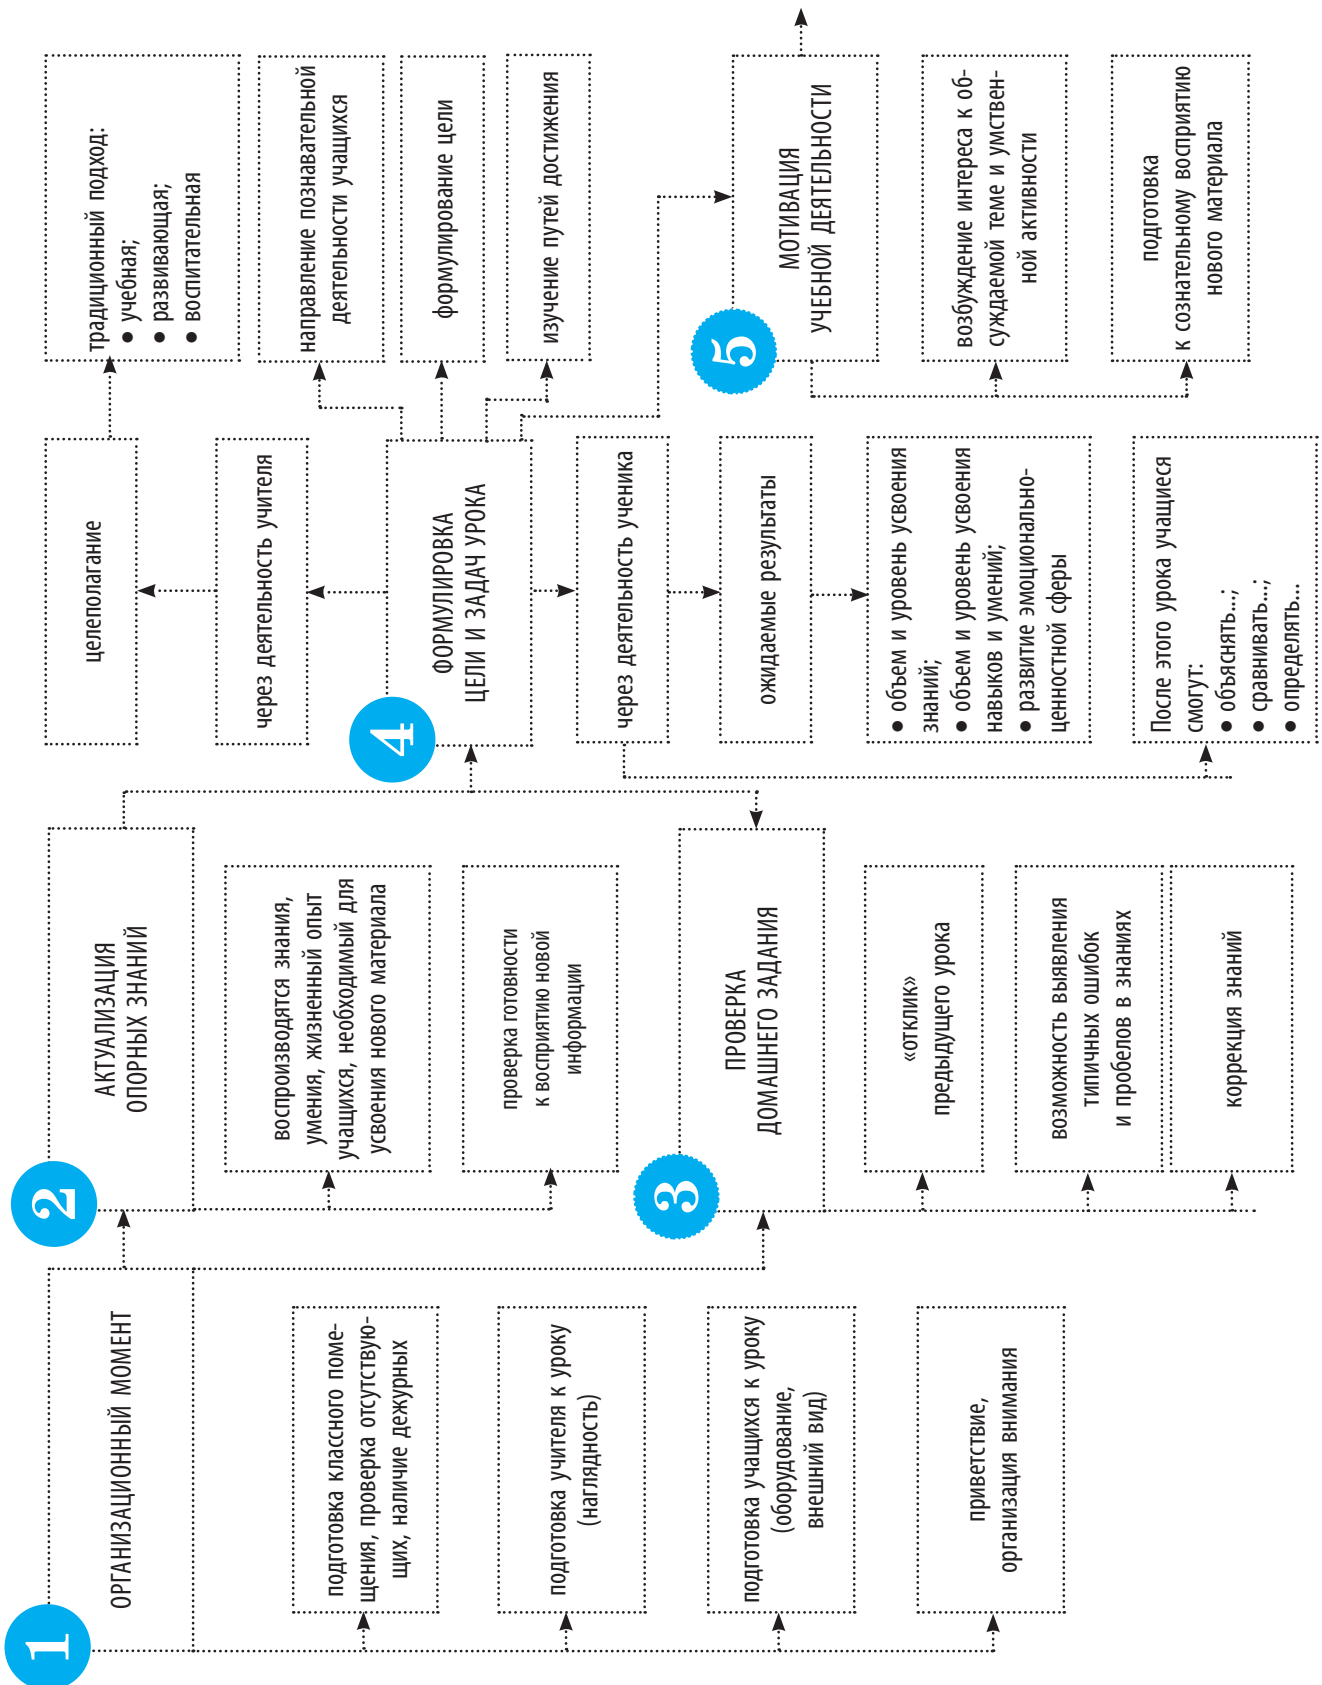 1
ОРГАНИЗАЦИОННЫЙ МОМЕНТ
подготовка классного поме-
щения, проверка отсутствую-
щих, наличие дежурных
подготовка учителя к уроку
(наглядность)
подготовка учащихся к уроку
(оборудование,
внешний вид)
приветствие,
организация внимания
2
АКТУАЛИЗАЦИЯ
ОПОРНЫХ ЗНАНИЙ
воспроизводятся знания,
умения, жизненный опыт
учащихся, необходимый для
усвоения нового материала
проверка готовности
к восприятию новой
информации
3
ПРОВЕРКА
ДОМАШНЕГО ЗАДАНИЯ
«отклик»
предыдущего урока
возможность выявления
типичных ошибок
и пробелов в знаниях
коррекция знаний
целеполагание
традиционный подход:
● учебная;
● развивающая;
● воспитательная
через деятельность учителя
4
ФОРМУЛИРОВКА
ЦЕЛИ И ЗАДАЧ УРОКА
направление познавательной
деятельности учащихся
формулирование цели
изучение путей достижения
через деятельность ученика
ожидаемые результаты
● объем и уровень усвоения
знаний;
● объем и уровень усвоения
навыков и умений;
● развитие эмоционально-
ценностной сферы
После этого урока учащиеся
смогут:
● объяснять...;
● сравнивать...;
● определять...
5
МОТИВАЦИЯ
УЧЕБНОЙ ДЕЯТЕЛЬНОСТИ
возбуждение интереса к об-
суждаемой теме и умствен-
ной активности
подготовка
к сознательному восприятию
нового материала